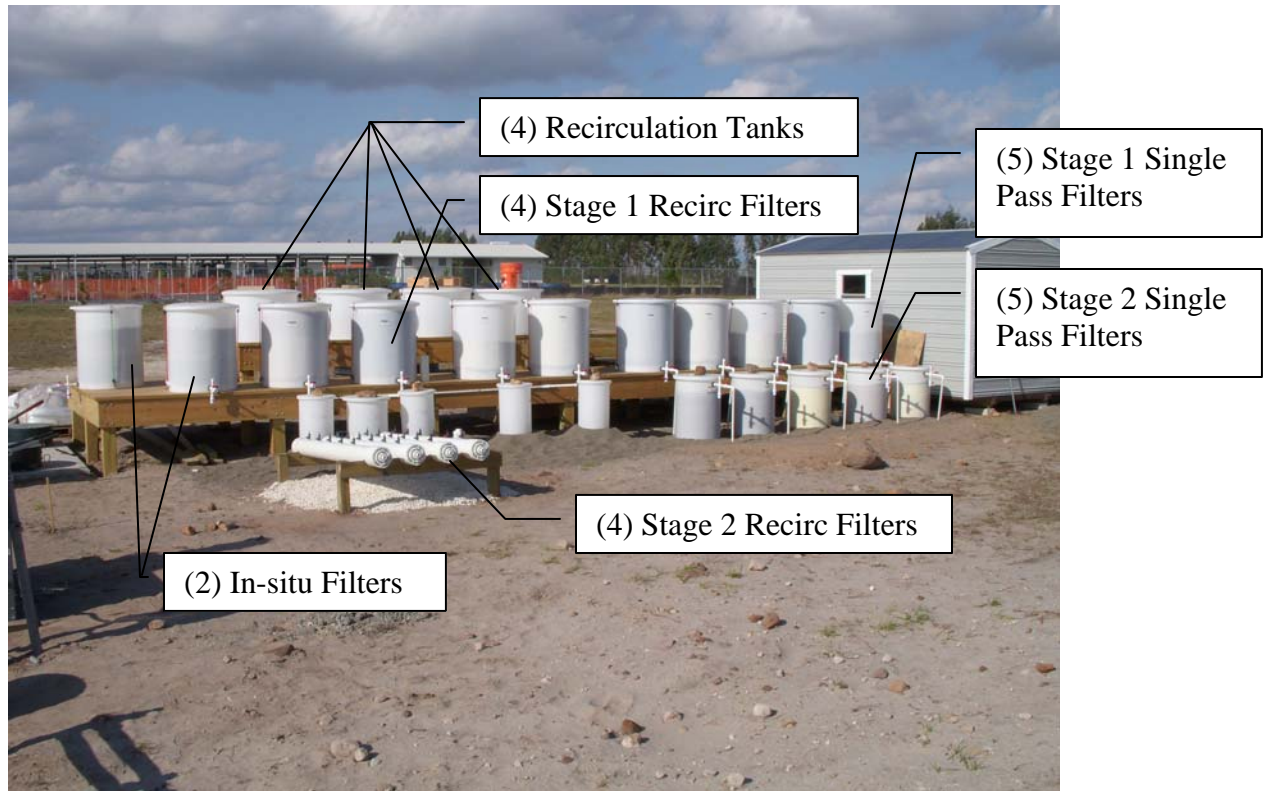 (4) Recirculation Tanks
(4) Stage 1 Recirc Filters
(5) Stage 1 Single
Pass Filters
(5) Stage 2 Single
Pass Filters
(4) Stage 2 Recirc Filters
(2) In-situ Filters